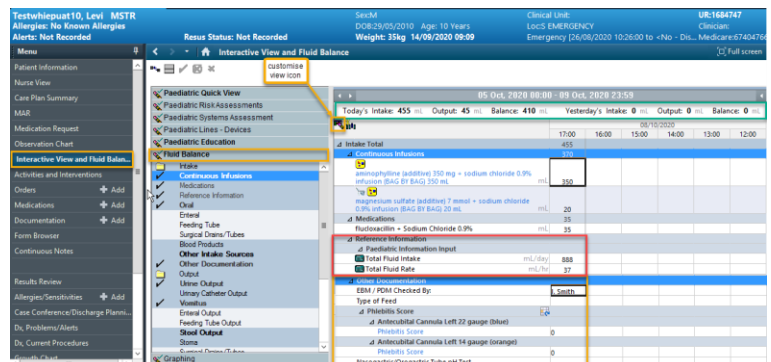 Testwhiepuat10, Levi MSTR
Allergies: No Known Allergies
Alerts: Not Recorded
Resus Status: Not Recorded
Sex:M
DOB:29/05/2010 Age: 10 Years
Weight: 35kg 14/09/2020 09:09
Clinical Unit:
Loc:S EMERGENCY
Emergency [26/08/2020 10:26:00 to <No - Dis...
UR:1684747
Clinician:
Medicare:67404766
Menu
Interactive View and Fluid Balance
Full screen
Patient Information
Nurse View
Care Plan Summary
MAR
Medication Request
Observation Chart
Interactive View and Fluid Balan...
Activities and Interventions
Orders + Add
Medications + Add
Documentation + Add
Form Browser
Continuous Notes
Results Review
Allergies/Sensitivities + Add
Case Conference/Discharge Planni...
Dx, Problems/Alerts
Dx, Current Procedures
Growth Chart
customise
view icon
Paediatric Quick View
Paediatric Risk Assessments
Paediatric Systems Assessment
Paediatric Lines - Devices
Paediatric Education
Fluid Balance
Intake
Continuous Infusions
Medications
Reference Information
Oral
Enteral
Feeding Tube
Surgical Drains/Tubes
Blood Products
Other Intake Sources
Other Documentation
Output
Urine Output
Urinary Catheter Output
Vomitus
Enteral Output
Feeding Tube Output
Stool Output
Stoma
Surgical Drains/Tubes
Graphing
05 Oct, 2020 00:00 - 09 Oct, 2020 23:59
Today's Intake: 455 mL Output: 45 mL Balance: 410 mL Yesterday's Intake: 0 mL Output: 0 mL Balance: 0 mL
08/10/2020
17:00 16:00 15:00 14:00 13:00 12:00
Intake Total 455
Continuous Infusions 370
aminophylline (additive) 350 mg + sodium chloride 0.9%
infusion (BAG BY BAG) 350 mL mL 350
magnesium sulfate (additive) 7 mmol + sodium chloride
0.9% infusion (BAG BY BAG) 20 mL mL 20
Medications 35
flucloxacillin + Sodium Chloride 0.9% mL 35
Reference Information
Paediatric Information Input
Total Fluid Intake mL/day 888
Total Fluid Rate mL/hr 37
Other Documentation
EBM / PDM Checked By: J. Smith
Type of Feed
Phlebitis Score
Antecubital Cannula Left 22 gauge (blue)
Phlebitis Score 0
Antecubital Cannula Left 14 gauge (orange)
Phlebitis Score 0
Nasogastric/Orogastric Tube pH Test